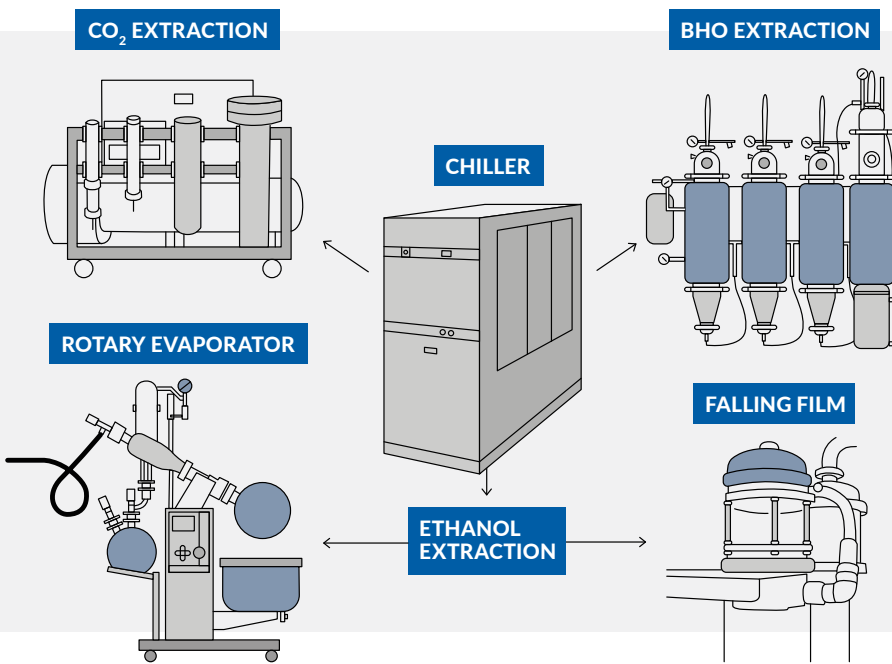 CO₂ EXTRACTION
BHO EXTRACTION
CHILLER
ROTARY EVAPORATOR
FALLING FILM
ETHANOL
EXTRACTION